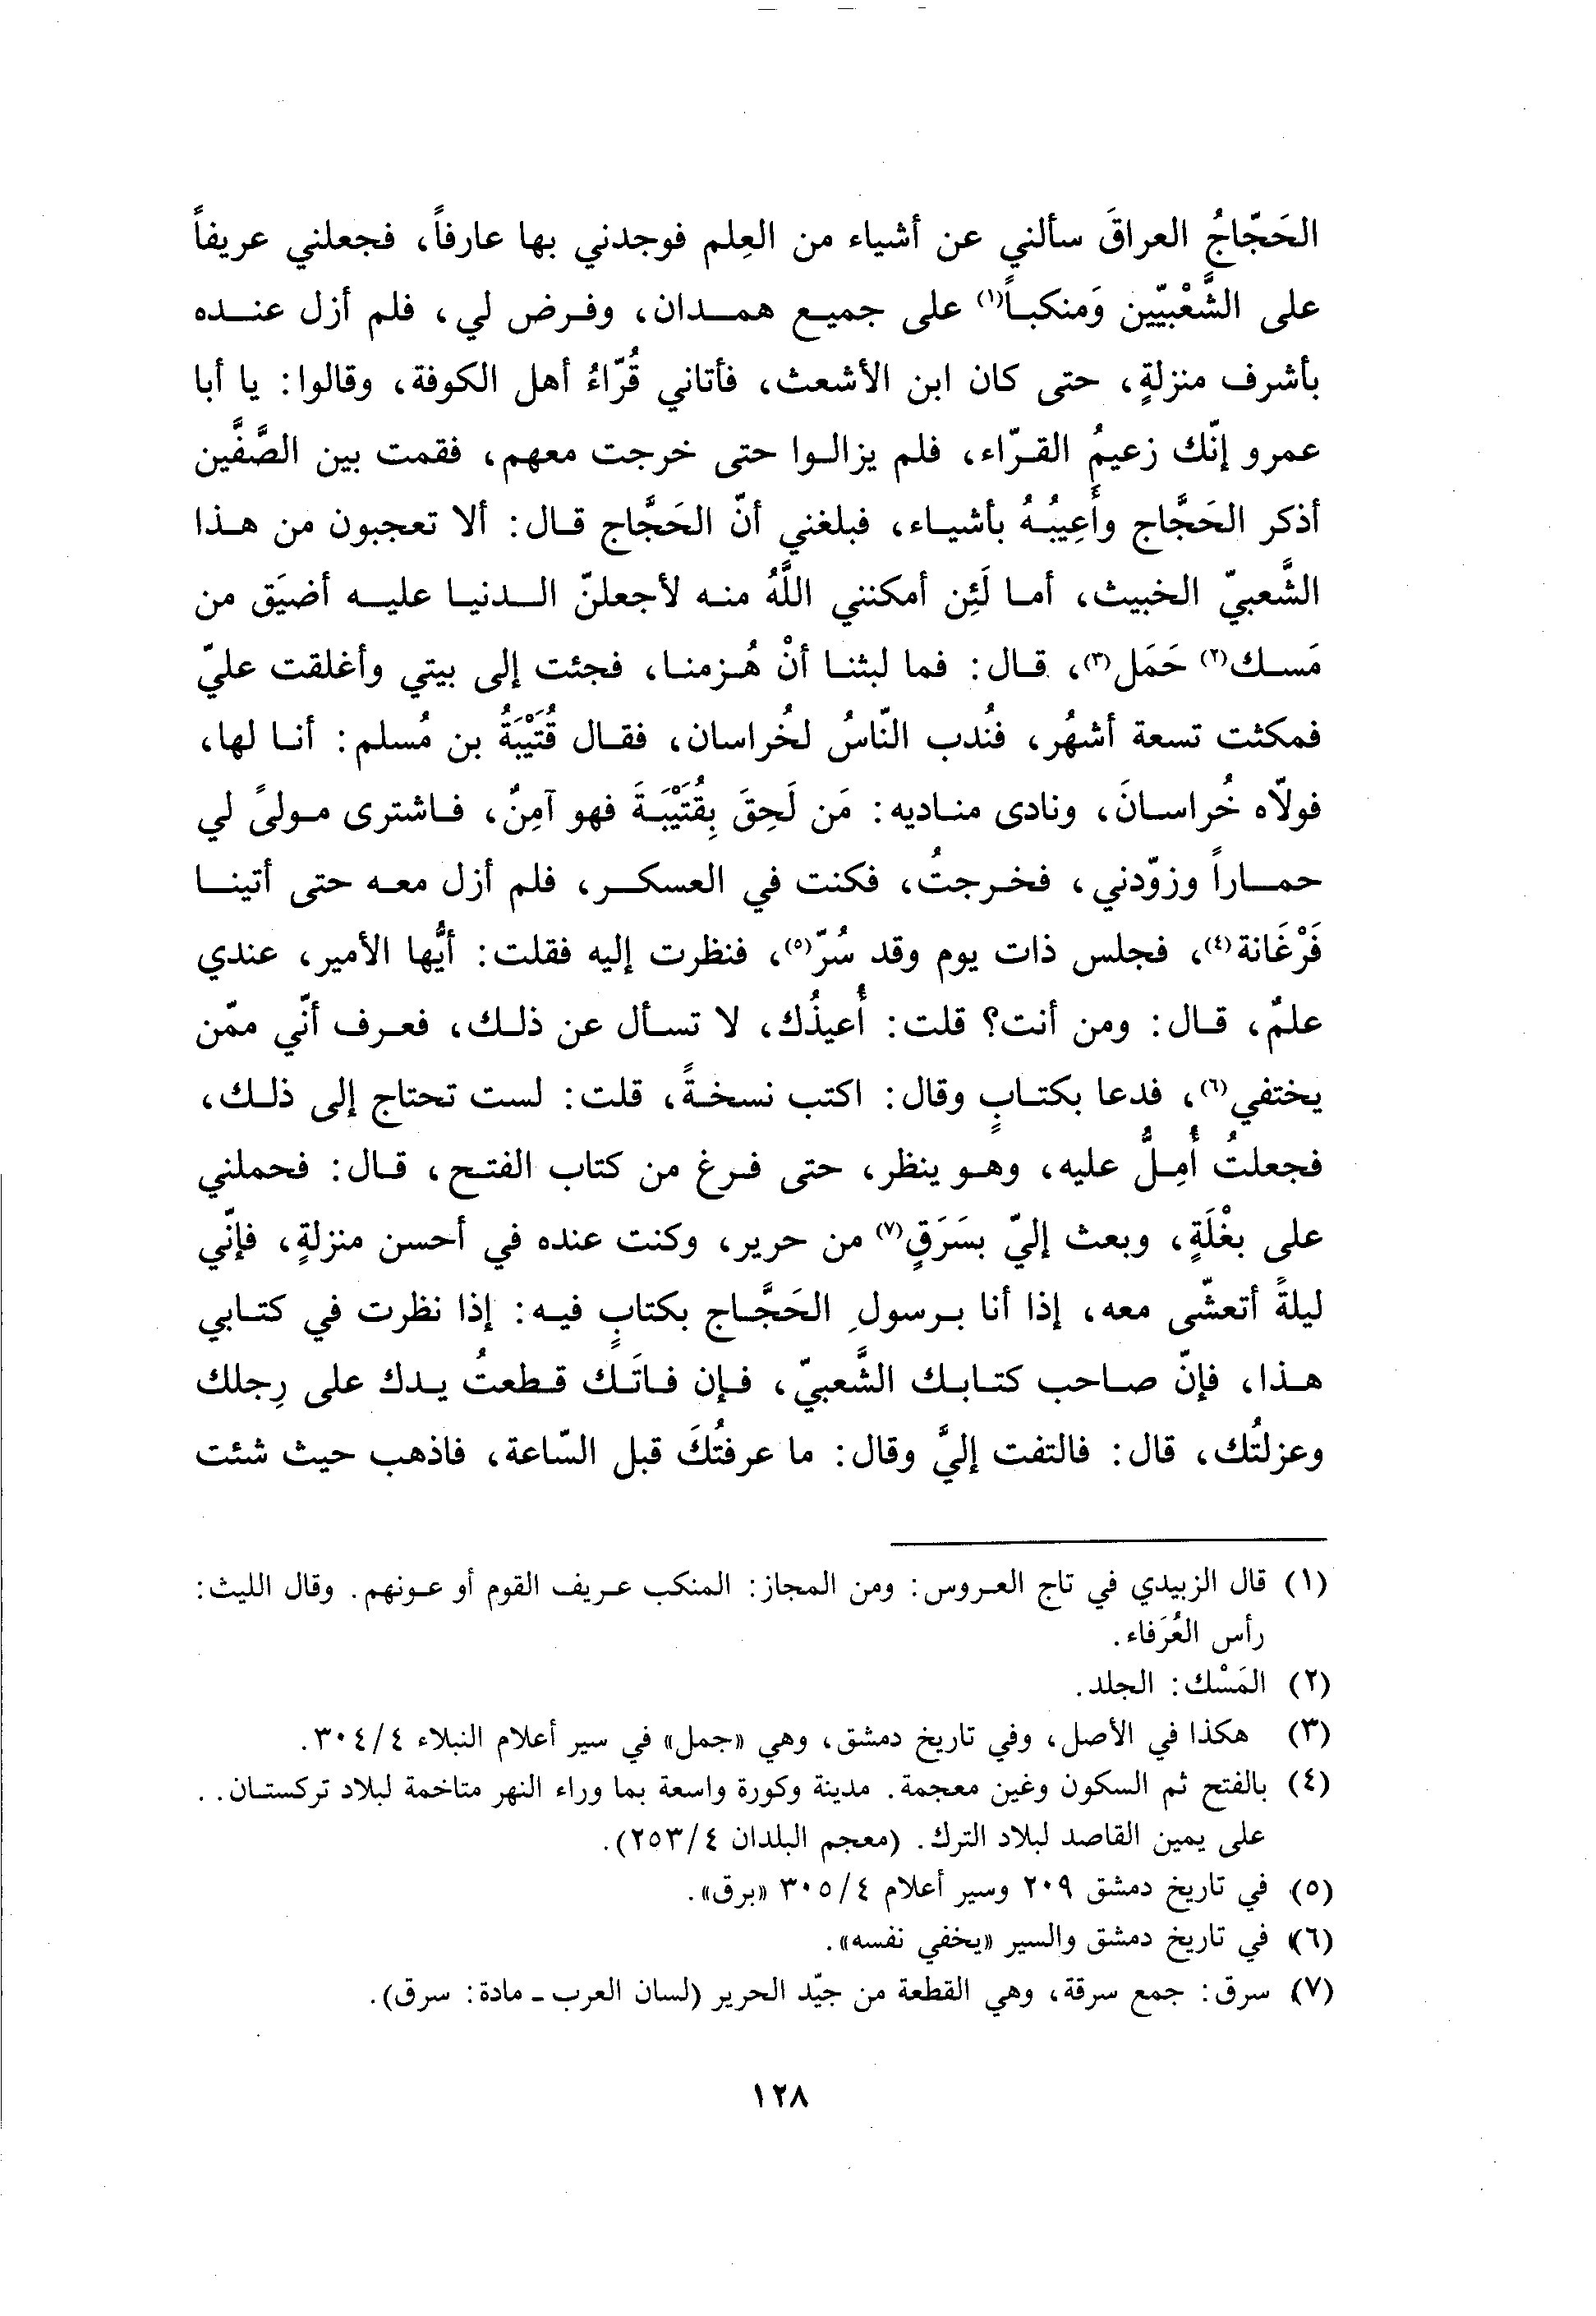 الحَجّاجُ العراقَ سألني عن أشياء من العِلم فوجدني بها عارفاً، فجعلني عريفاً
على الشَّعْبيّين وَمنكباً(١) على جميع همدان، وفرض لي، فلم أزل عنده
بأشرف منزلةٍ، حتى كان ابن الأشعث، فأتاني قُرّاءُ أهل الكوفة، وقالوا: يا أبا
عمرو إنّك زعيمُ القرّاء، فلم يزالوا حتى خرجت معهم، فقمت بين الصَّفَّين
أذكر الحَجَّاج وأَعِيبُهُ بأشياء، فبلغني أنّ الحَجَّاج قال: ألا تعجبون من هذا
الشَّعبيّ الخبيث، أما لَئِن أمكنني اللَّهُ منه لأجعلنّ الدنيا عليه أضيَق من
مَسك(٢) حَمَل(٣)، قال: فما لبثنا أنْ هُزمنا، فجئت إلى بيتي وأغلقت عليّ
فمكثت تسعة أشهُر، فنُدب النّاسُ لخُراسان، فقال قُتَيْبَةُ بن مُسلم: أنا لها،
فولّاه خُراسانَ، ونادى مناديه: مَن لَحِقَ بِقُتَيْبَةَ فهو آمِنٌ، فاشترى مولىً لي
حماراً وزوّدني، فخرجتُ، فكنت في العسكر، فلم أزل معه حتى أتينا
فَرْغَانة(٤)، فجلس ذات يوم وقد سُرّ(٥)، فنظرت إليه فقلت: أيُّها الأمير، عندي
علمٌ، قال: ومن أنت؟ قلت: أُعيذُك، لا تسأل عن ذلك، فعرف أنّي ممّن
يختفي(٦)، فدعا بكتابٍ وقال: اكتب نسخةً، قلت: لست تحتاج إلى ذلك،
فجعلتُ أُمِلُّ عليه، وهو ينظر، حتى فرغ من كتاب الفتح، قال: فحملني
على بغْلَةٍ، وبعث إليّ بسَرَقٍ(٧) من حرير، وكنت عنده في أحسن منزلةٍ، فإنّي
ليلةً أتعشّى معه، إذا أنا برسولِ الحَجَّاج بكتابٍ فيه: إذا نظرت في كتابي
هذا، فإنّ صاحب كتابك الشَّعبيّ، فإن فاتَك قطعتُ يدك على رِجلك
وعزلتُك، قال: فالتفت إليَّ وقال: ما عرفتُكَ قبل السّاعة، فاذهب حيث شئت
(١) قال الزبيدي في تاج العروس: ومن المجاز: المنكب عريف القوم أو عونهم. وقال الليث:
رأس العُرَفاء.
(٢) المَسْك: الجلد.
(٣) هكذا في الأصل، وفي تاريخ دمشق، وهي «جمل» في سير أعلام النبلاء ٣٠٤/٤.
(٤) بالفتح ثم السكون وغين معجمة. مدينة وكورة واسعة بما وراء النهر متاخمة لبلاد تركستان. .
على يمين القاصد لبلاد الترك. (معجم البلدان ٢٥٣/٤).
(٥) في تاريخ دمشق ٢٠٩ وسير أعلام ٣٠٥/٤ «برق».
(٦) في تاريخ دمشق والسير «يخفي نفسه».
(٧) سرق: جمع سرقة، وهي القطعة من جيّد الحرير (لسان العرب - مادة: سرق).
١٢٨